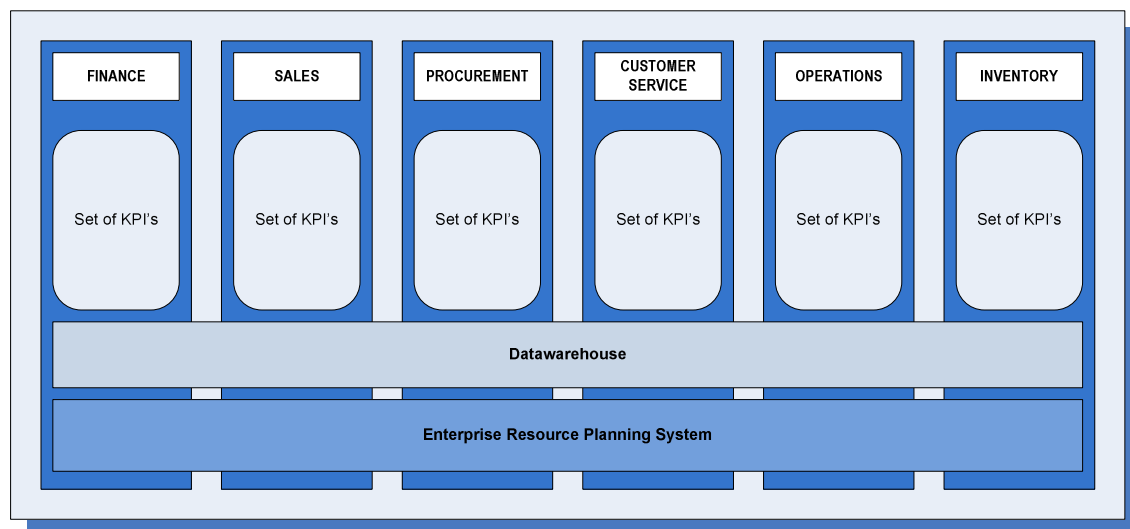 FINANCE
SALES
PROCUREMENT
CUSTOMER
SERVICE
OPERATIONS
INVENTORY
Set of KPI's
Set of KPI's
Set of KPI's
Set of KPI's
Set of KPI's
Set of KPI's
Datawarehouse
Enterprise Resource Planning System